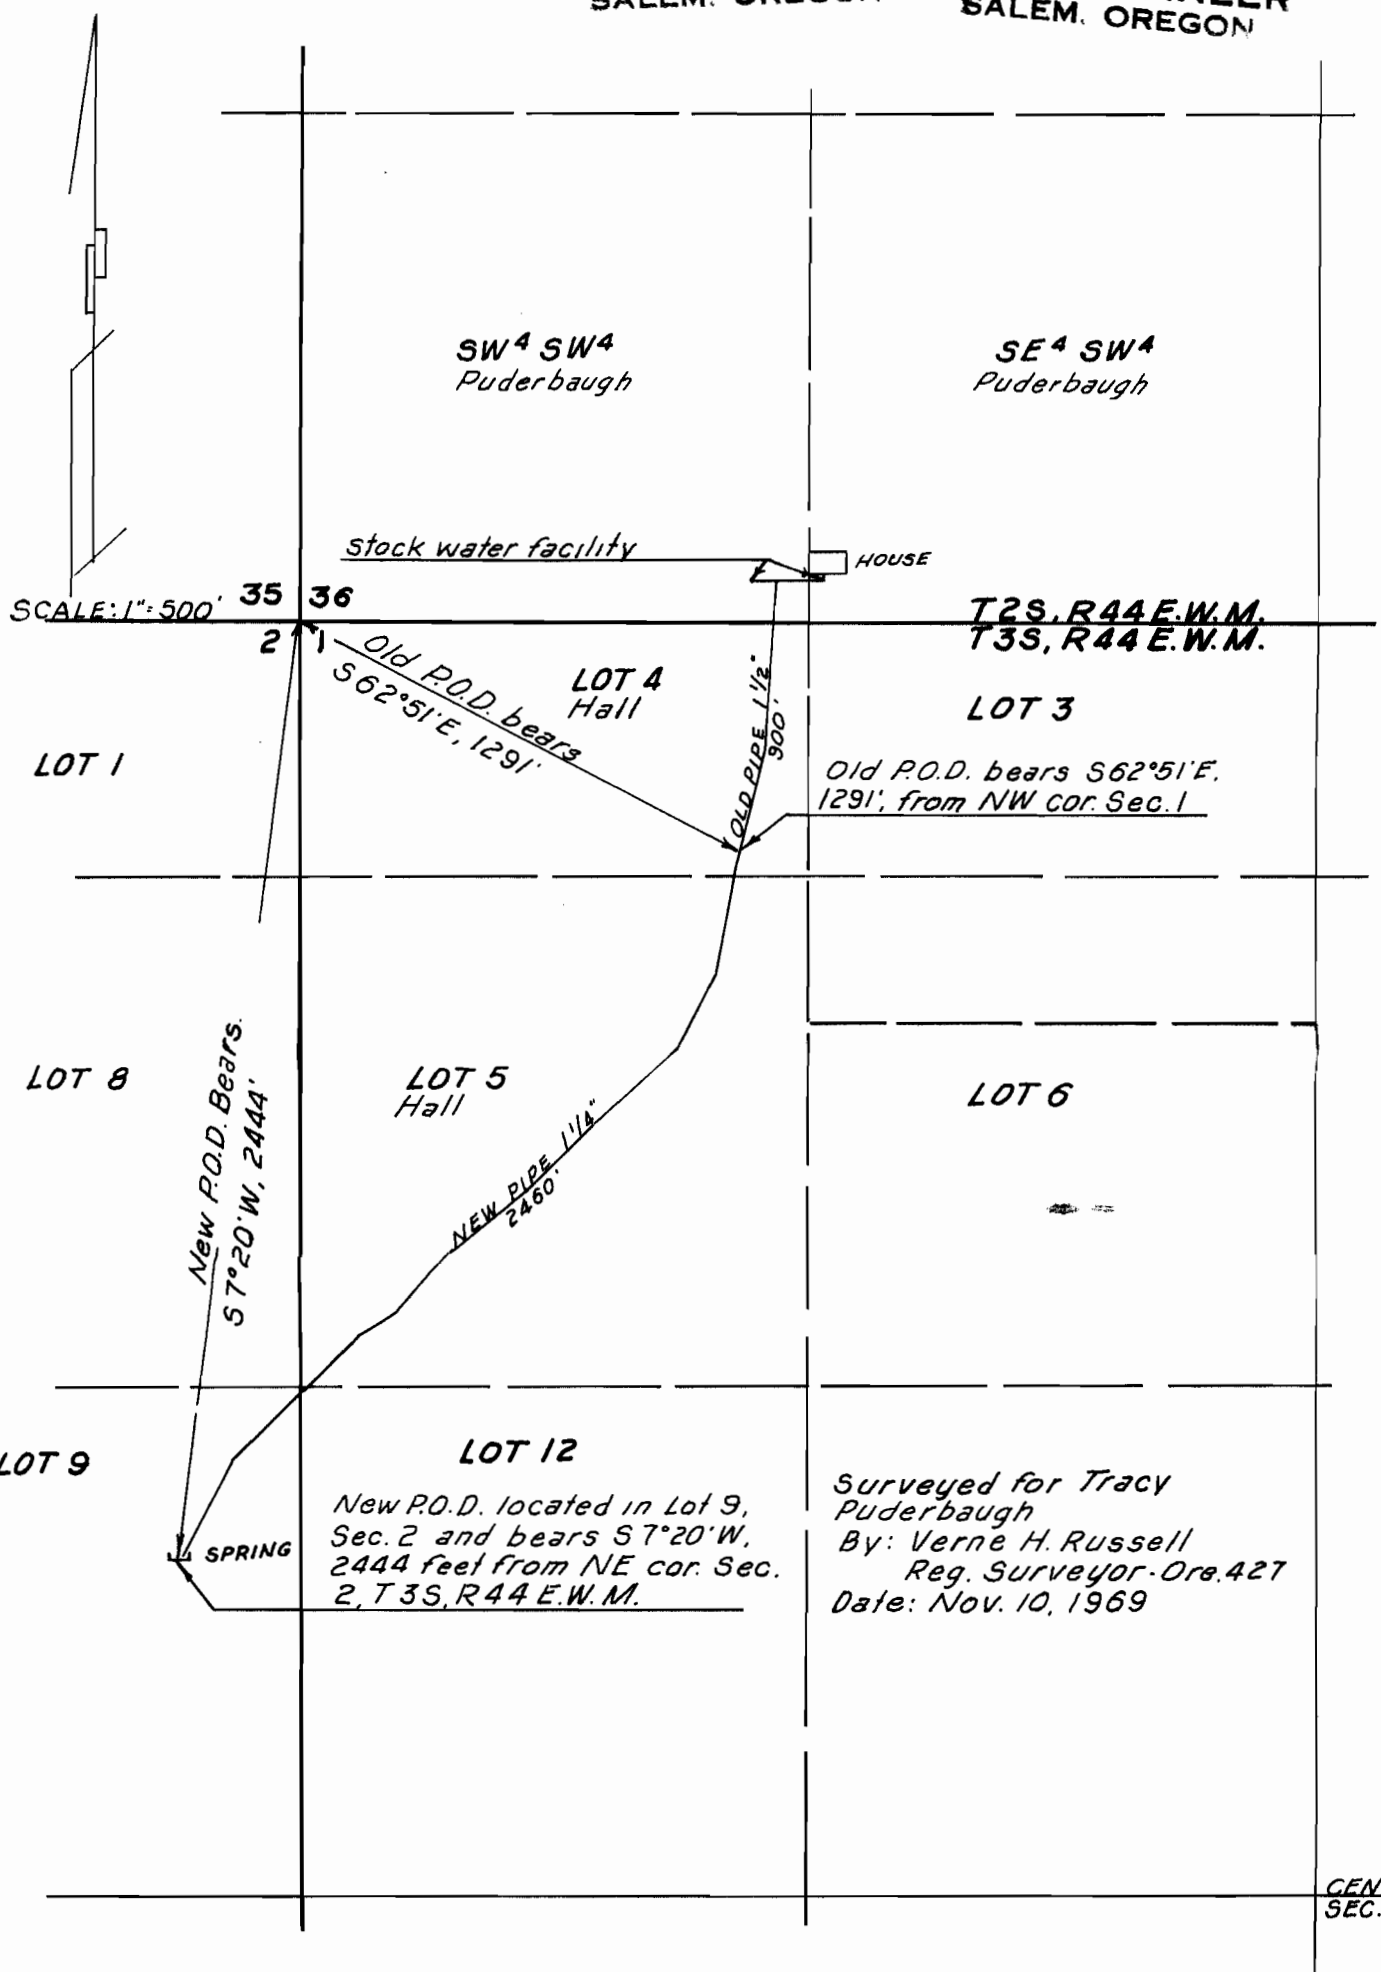 SALEM, OREGON
SALEM, OREGON
SW4 SW4
Puderbaugh
SE4 SW4
Puderbaugh
stock water facility
HOUSE
SCALE: 1"=500'
35 36
2 1
T2S, R44 E.W.M.
T3S, R44 E.W.M.
Old P.O.D. bears
S62°51'E, 1291'
LOT 4
Hall
OLD PIPE 1 1/2"
900'
LOT 3
LOT 1
Old P.O.D. bears S62°51'E,
1291', from NW cor. Sec. 1
LOT 8
New P.O.D. Bears.
S 7°20'W, 2444'
LOT 5
Hall
LOT 6
NEW PIPE 1 1/4"
2460'
LOT 9
LOT 12
New P.O.D. located in Lot 9,
Sec. 2 and bears S 7°20'W,
2444 feet from NE cor. Sec.
2, T3S, R44 E.W.M.
SPRING
Surveyed for Tracy
Puderbaugh
By: Verne H. Russell
Reg. Surveyor-Ore. 427
Date: Nov. 10, 1969
CEN
SEC.